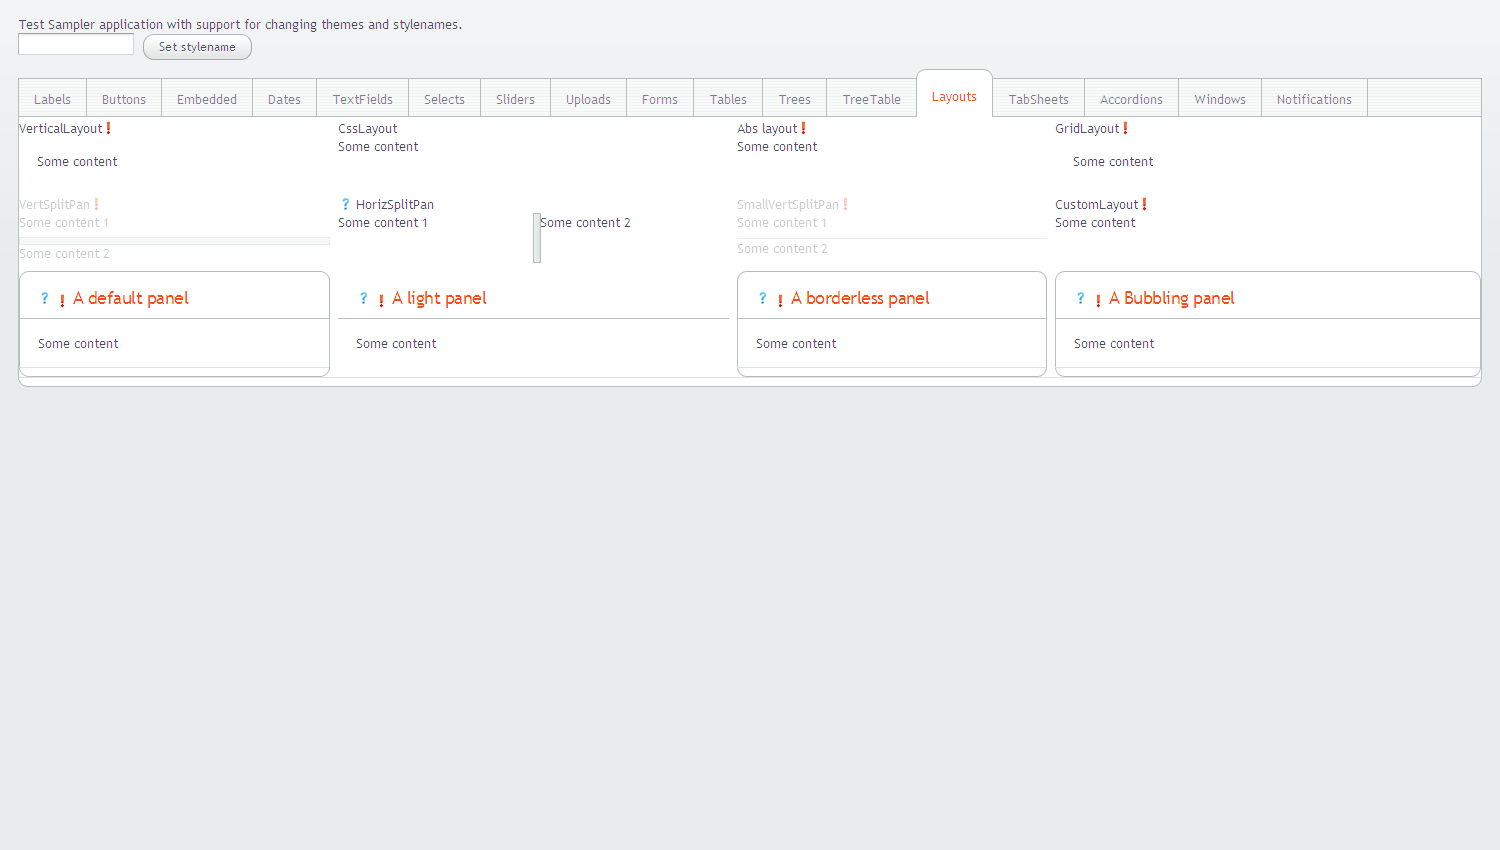 Test Sampler application with support for changing themes and stylenames.
Set stylename
Labels Buttons Embedded Dates TextFields Selects Sliders Uploads Forms Tables Trees TreeTable Layouts TabSheets Accordions Windows Notifications
VerticalLayout! CssLayout Abs layout! GridLayout!
Some content Some content Some content Some content
VertSplitPan! ? HorizSplitPan SmallVertSplitPan! CustomLayout!
Some content 1 Some content 1 Some content 2 Some content 1 Some content
Some content 2 Some content 2
? ! A default panel ? ! A light panel ? ! A borderless panel ? ! A Bubbling panel
Some content Some content Some content Some content